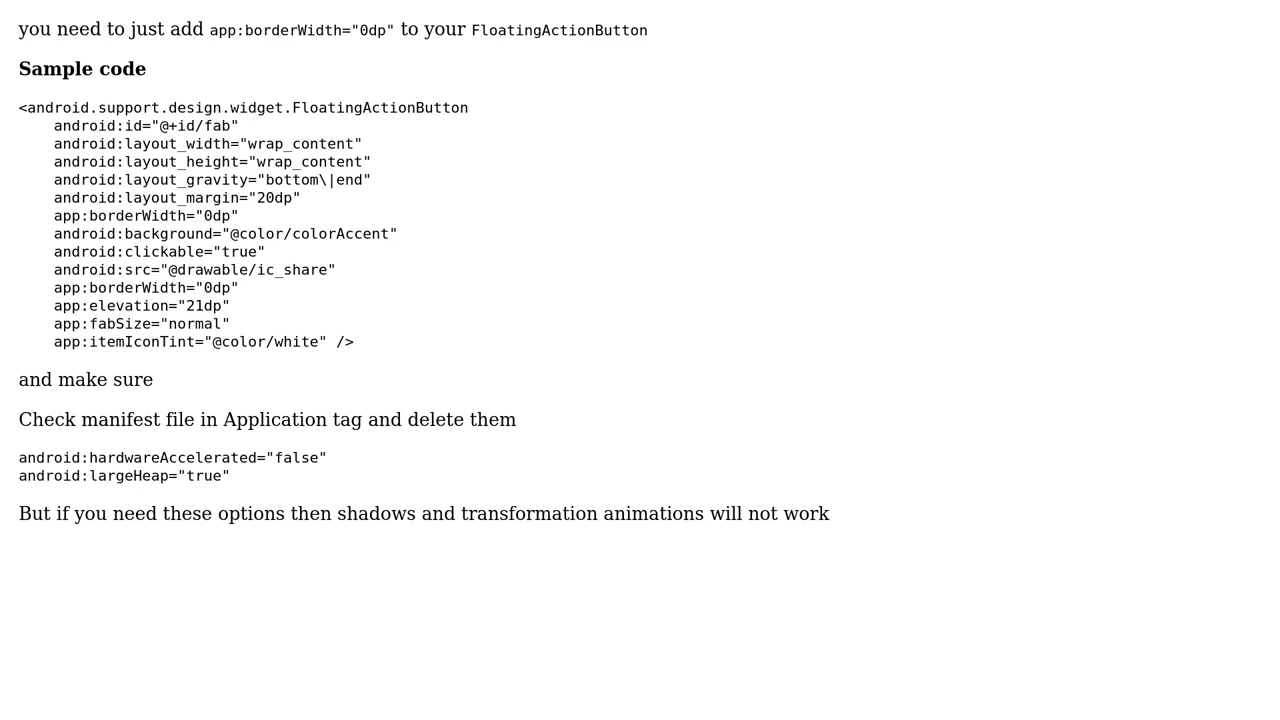 you need to just add app:borderWidth="0dp" to your FloatingActionButton
Sample code
<android.support.design.widget.FloatingActionButton
    android:id="@+id/fab"
    android:layout_width="wrap_content"
    android:layout_height="wrap_content"
    android:layout_gravity="bottom\|end"
    android:layout_margin="20dp"
    app:borderWidth="0dp"
    android:background="@color/colorAccent"
    android:clickable="true"
    android:src="@drawable/ic_share"
    app:borderWidth="0dp"
    app:elevation="21dp"
    app:fabSize="normal"
    app:itemIconTint="@color/white" />
and make sure
Check manifest file in Application tag and delete them
android:hardwareAccelerated="false"
android:largeHeap="true"
But if you need these options then shadows and transformation animations will not work